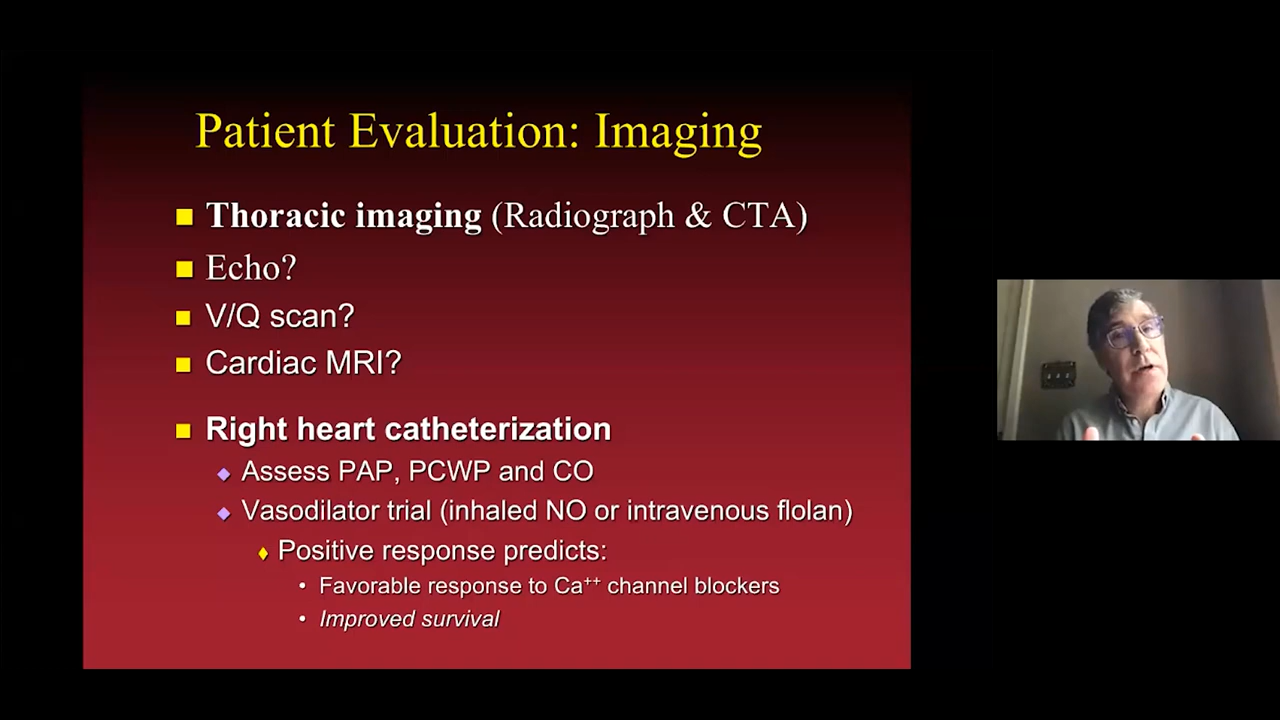 Patient Evaluation: Imaging
Thoracic imaging (Radiograph & CTA)
Echo?
V/Q scan?
Cardiac MRI?
Right heart catheterization
Assess PAP, PCWP and CO
Vasodilator trial (inhaled NO or intravenous flolan)
Positive response predicts:
• Favorable response to Ca⁺⁺ channel blockers
• Improved survival